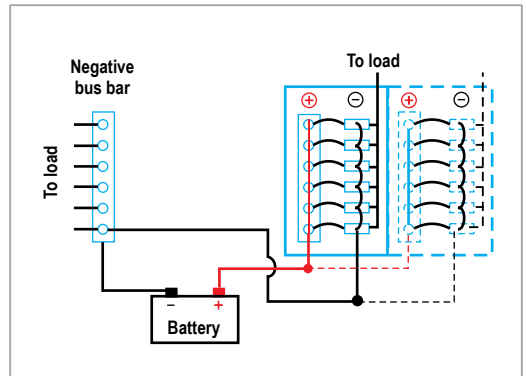 Negative
bus bar
To load
To load
+ − + −
− +
Battery